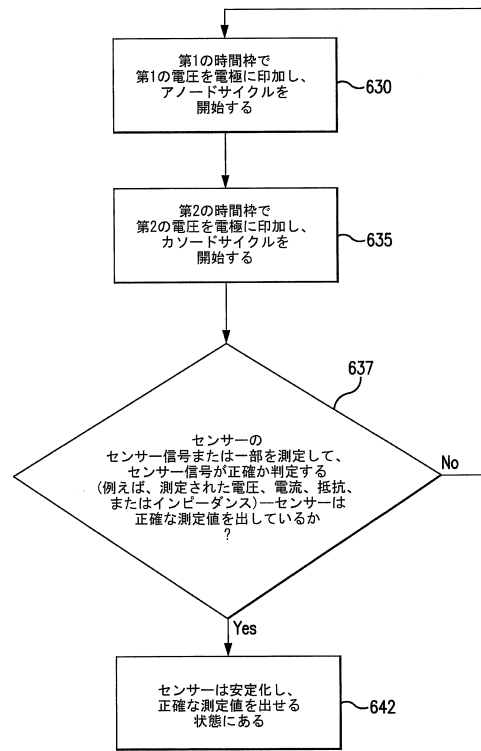 第1の時間枠で
第1の電圧を電極に印加し、
アノードサイクルを
開始する
630
第2の時間枠で
第2の電圧を電極に印加し、
カソードサイクルを
開始する
635
637
センサーの
センサー信号または一部を測定して、
センサー信号が正確か判定する
(例えば、測定された電圧、電流、抵抗、
またはインピーダンス)―センサーは
正確な測定値を出しているか
?
No
Yes
センサーは安定化し、
正確な測定値を出せる
状態にある
642